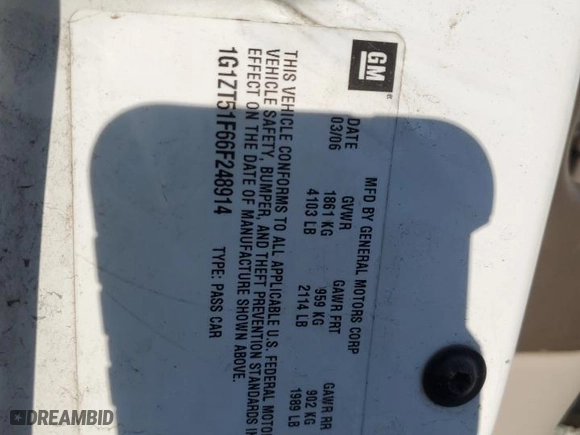 GM
MFD BY GENERAL MOTORS CORP
DATE GVWR GAWR FRT GAWR RR
03/06 1861 KG 959 KG 902 KG
4103 LB 2114 LB 1989 LB
THIS VEHICLE CONFORMS TO ALL APPLICABLE U.S. FEDERAL MOTOR
VEHICLE SAFETY, BUMPER, AND THEFT PREVENTION STANDARDS IN
EFFECT ON THE DATE OF MANUFACTURE SHOWN ABOVE.
1G1ZT51F66F248914 TYPE: PASS CAR
DREAMBID